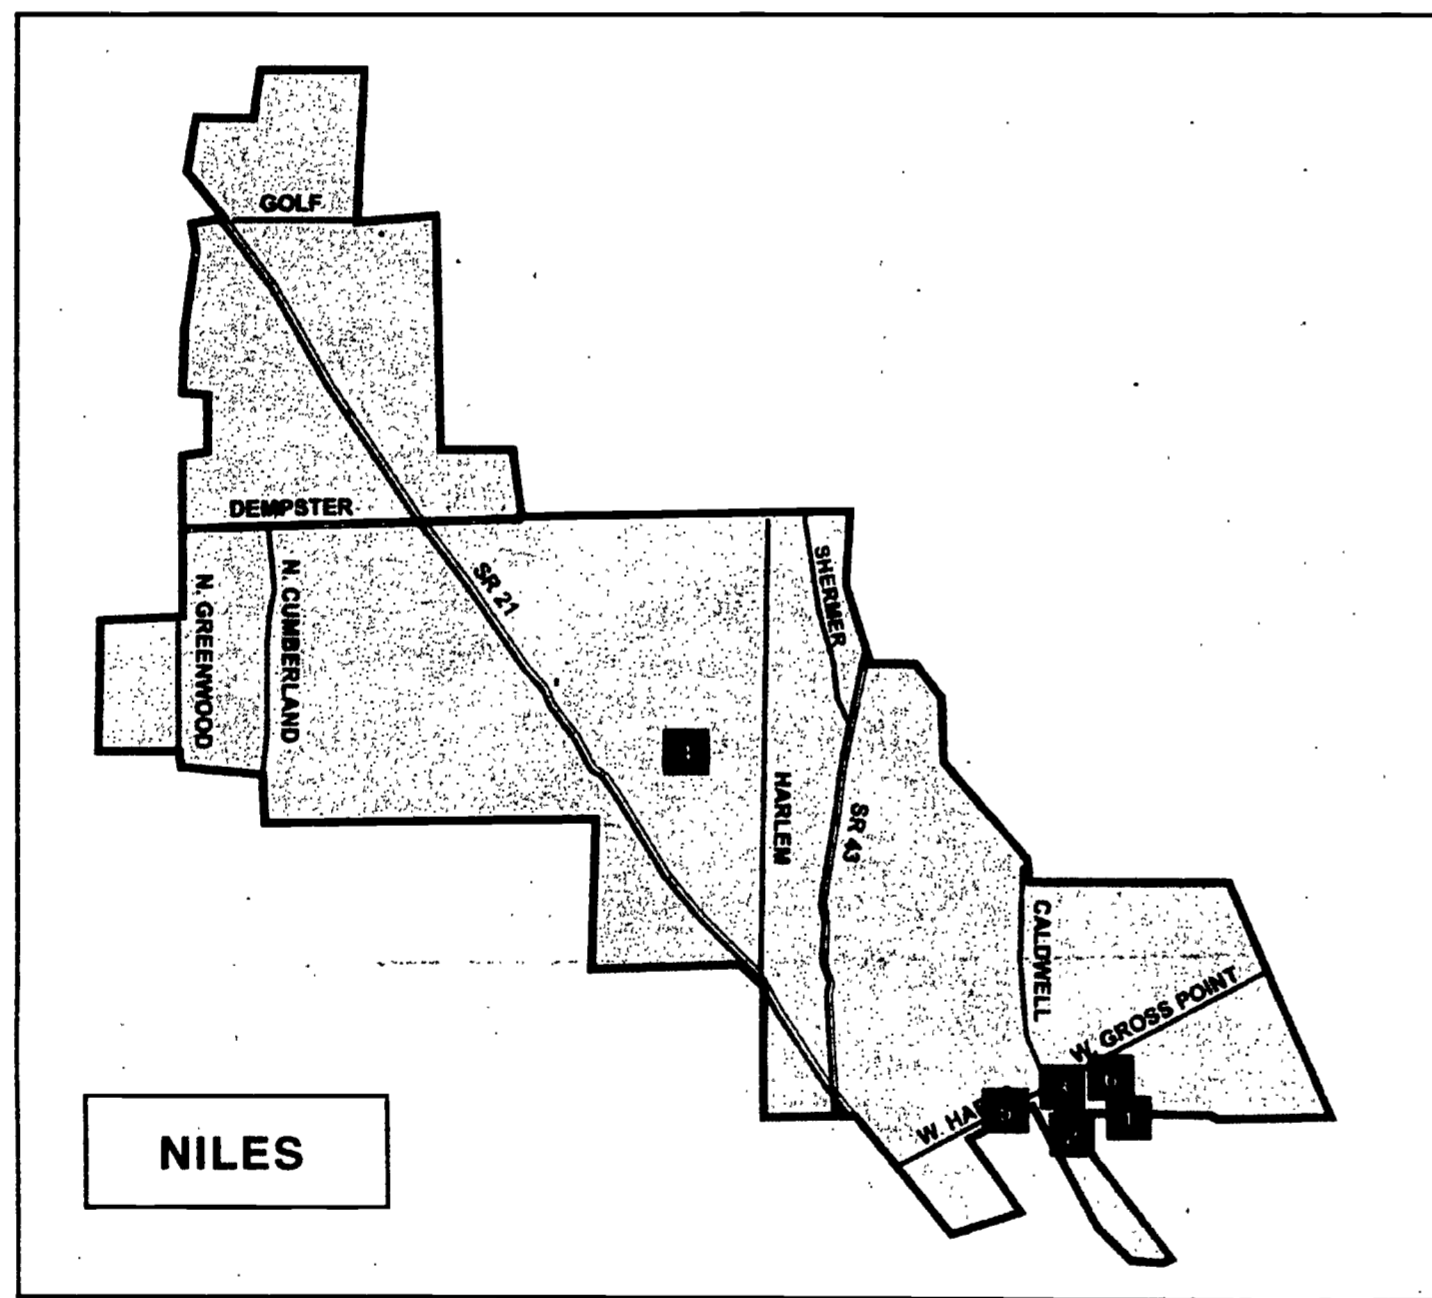 GOLF
DEMPSTER
SR 21
N. GREENWOOD
N. CUMBERLAND
SHERMER
HARLEM
SR 43
CALDWELL
W. GROSS POINT
NILES